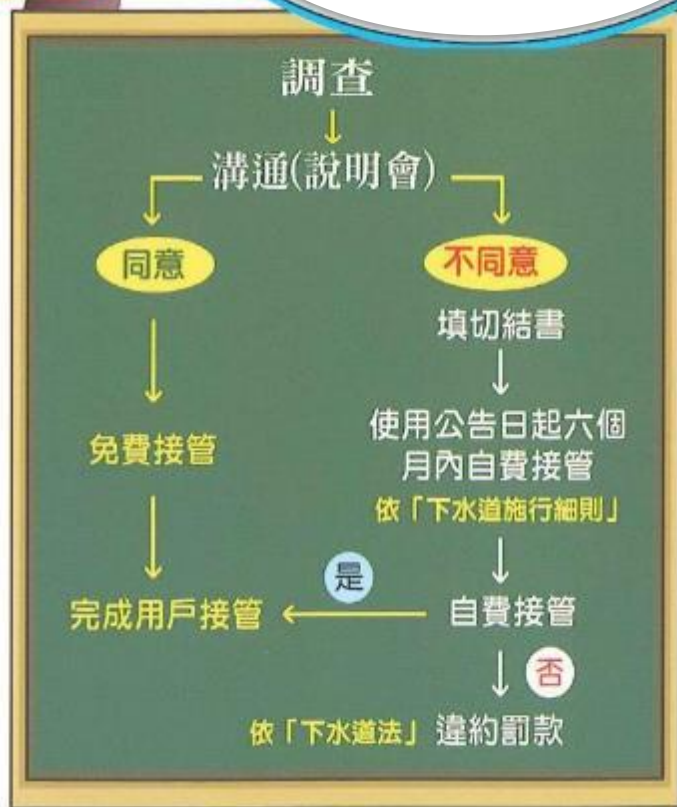 調查
溝通(說明會)
同意
不同意
填切結書
免費接管
使用公告日起六個
月內自費接管
依「下水道施行細則」
是
完成用戶接管
自費接管
否
依「下水道法」 違約罰款